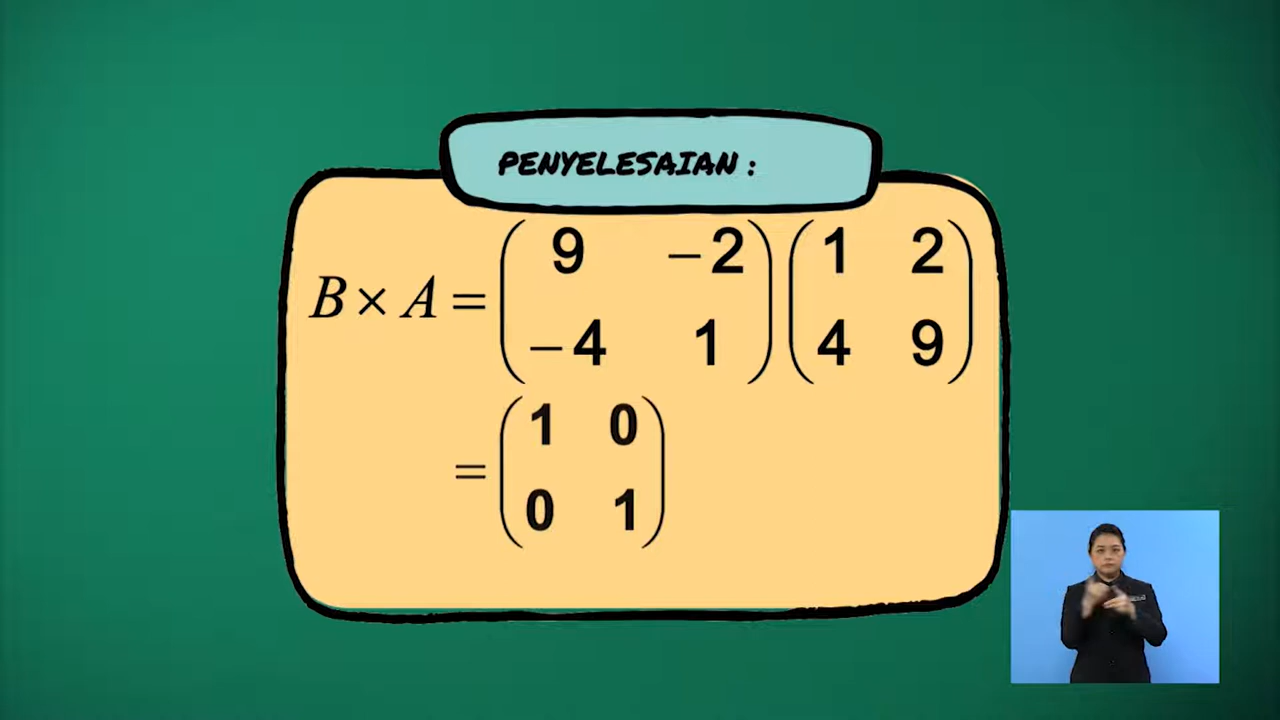 PENYELESAIAN :
B × A = ( 9 −2 ) ( 1 2 )
( −4 1 ) ( 4 9 )
= ( 1 0 )
( 0 1 )